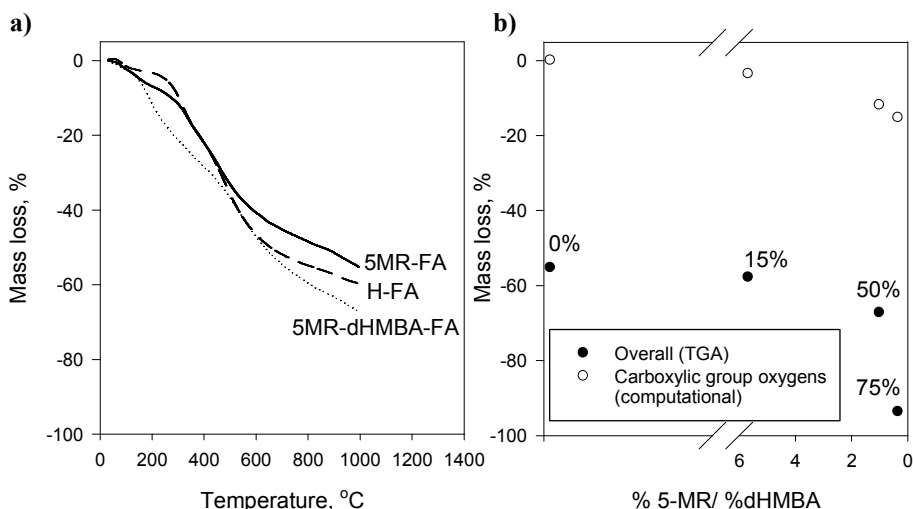 a)
0
-20
-40
-60
-80
-100
Mass loss, %
5MR-FA
H-FA
5MR-dHMBA-FA
0 200 400 600 800 1000 1200 1400
Temperature, °C
b)
0
-20
-40
-60
-80
-100
Mass loss, %
0%
15%
50%
75%
Overall (TGA)
Carboxylic group oxygens
(computational)
6 4 2 0
% 5-MR/ %dHMBA